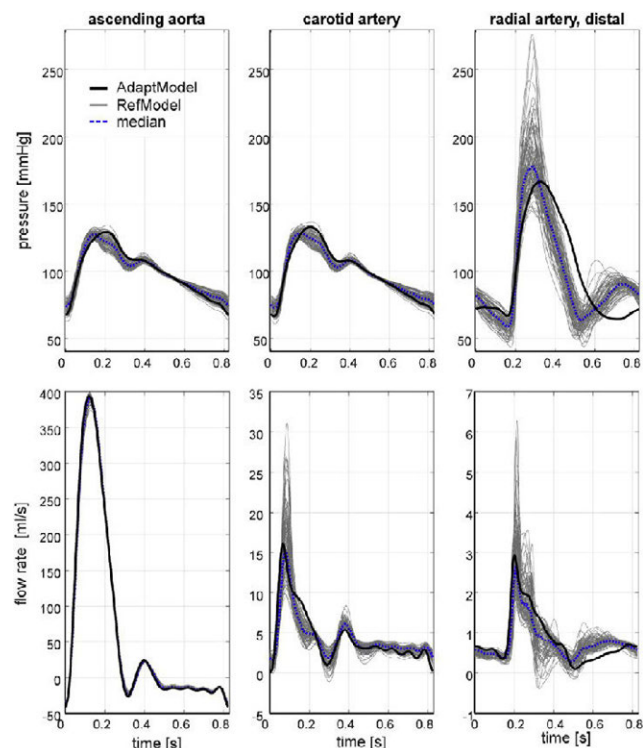 ascending aorta
carotid artery
radial artery, distal
pressure [mmHg]
250
200
150
100
50
0 0.2 0.4 0.6 0.8
AdaptModel
RefModel
median
250
200
150
100
50
0 0.2 0.4 0.6 0.8
250
200
150
100
50
0 0.2 0.4 0.6 0.8
flow rate [ml/s]
400
350
300
250
200
150
100
50
0
-50
0 0.2 0.4 0.6 0.8
time [s]
35
30
25
20
15
10
5
0
-5
0 0.2 0.4 0.6 0.8
time [s]
7
6
5
4
3
2
1
0
-1
0 0.2 0.4 0.6 0.8
time [s]